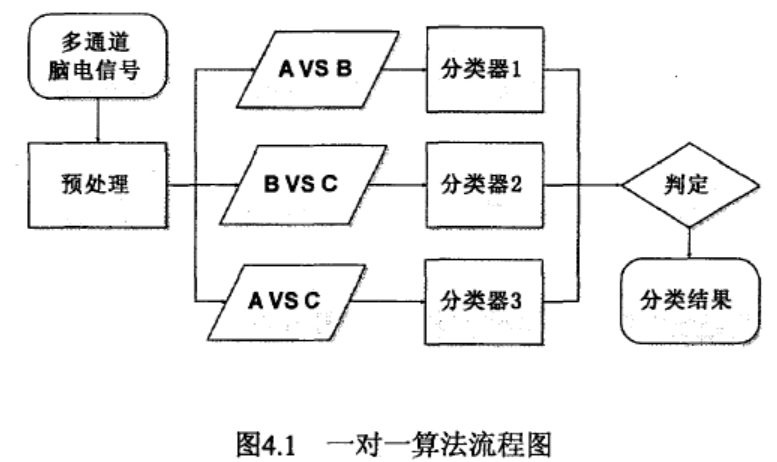 多通道
脑电信号
A VS B
分类器1
预处理
B VS C
分类器2
判定
A VS C
分类器3
分类结果
图4.1 一对一算法流程图